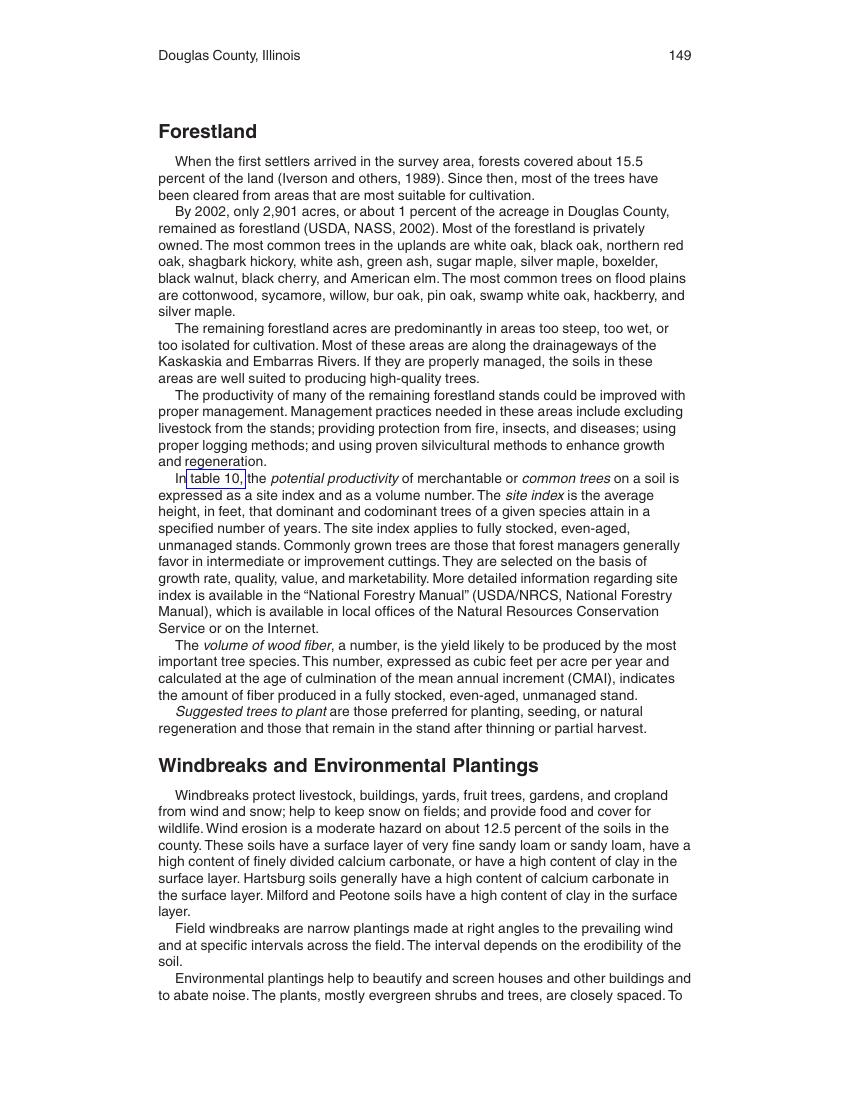 Douglas County, Illinois 149
Forestland
When the first settlers arrived in the survey area, forests covered about 15.5
percent of the land (Iverson and others, 1989). Since then, most of the trees have
been cleared from areas that are most suitable for cultivation.
By 2002, only 2,901 acres, or about 1 percent of the acreage in Douglas County,
remained as forestland (USDA, NASS, 2002). Most of the forestland is privately
owned. The most common trees in the uplands are white oak, black oak, northern red
oak, shagbark hickory, white ash, green ash, sugar maple, silver maple, boxelder,
black walnut, black cherry, and American elm. The most common trees on flood plains
are cottonwood, sycamore, willow, bur oak, pin oak, swamp white oak, hackberry, and
silver maple.
The remaining forestland acres are predominantly in areas too steep, too wet, or
too isolated for cultivation. Most of these areas are along the drainageways of the
Kaskaskia and Embarras Rivers. If they are properly managed, the soils in these
areas are well suited to producing high-quality trees.
The productivity of many of the remaining forestland stands could be improved with
proper management. Management practices needed in these areas include excluding
livestock from the stands; providing protection from fire, insects, and diseases; using
proper logging methods; and using proven silvicultural methods to enhance growth
and regeneration.
In table 10, the potential productivity of merchantable or common trees on a soil is
expressed as a site index and as a volume number. The site index is the average
height, in feet, that dominant and codominant trees of a given species attain in a
specified number of years. The site index applies to fully stocked, even-aged,
unmanaged stands. Commonly grown trees are those that forest managers generally
favor in intermediate or improvement cuttings. They are selected on the basis of
growth rate, quality, value, and marketability. More detailed information regarding site
index is available in the “National Forestry Manual” (USDA/NRCS, National Forestry
Manual), which is available in local offices of the Natural Resources Conservation
Service or on the Internet.
The volume of wood fiber, a number, is the yield likely to be produced by the most
important tree species. This number, expressed as cubic feet per acre per year and
calculated at the age of culmination of the mean annual increment (CMAI), indicates
the amount of fiber produced in a fully stocked, even-aged, unmanaged stand.
Suggested trees to plant are those preferred for planting, seeding, or natural
regeneration and those that remain in the stand after thinning or partial harvest.
Windbreaks and Environmental Plantings
Windbreaks protect livestock, buildings, yards, fruit trees, gardens, and cropland
from wind and snow; help to keep snow on fields; and provide food and cover for
wildlife. Wind erosion is a moderate hazard on about 12.5 percent of the soils in the
county. These soils have a surface layer of very fine sandy loam or sandy loam, have a
high content of finely divided calcium carbonate, or have a high content of clay in the
surface layer. Hartsburg soils generally have a high content of calcium carbonate in
the surface layer. Milford and Peotone soils have a high content of clay in the surface
layer.
Field windbreaks are narrow plantings made at right angles to the prevailing wind
and at specific intervals across the field. The interval depends on the erodibility of the
soil.
Environmental plantings help to beautify and screen houses and other buildings and
to abate noise. The plants, mostly evergreen shrubs and trees, are closely spaced. To